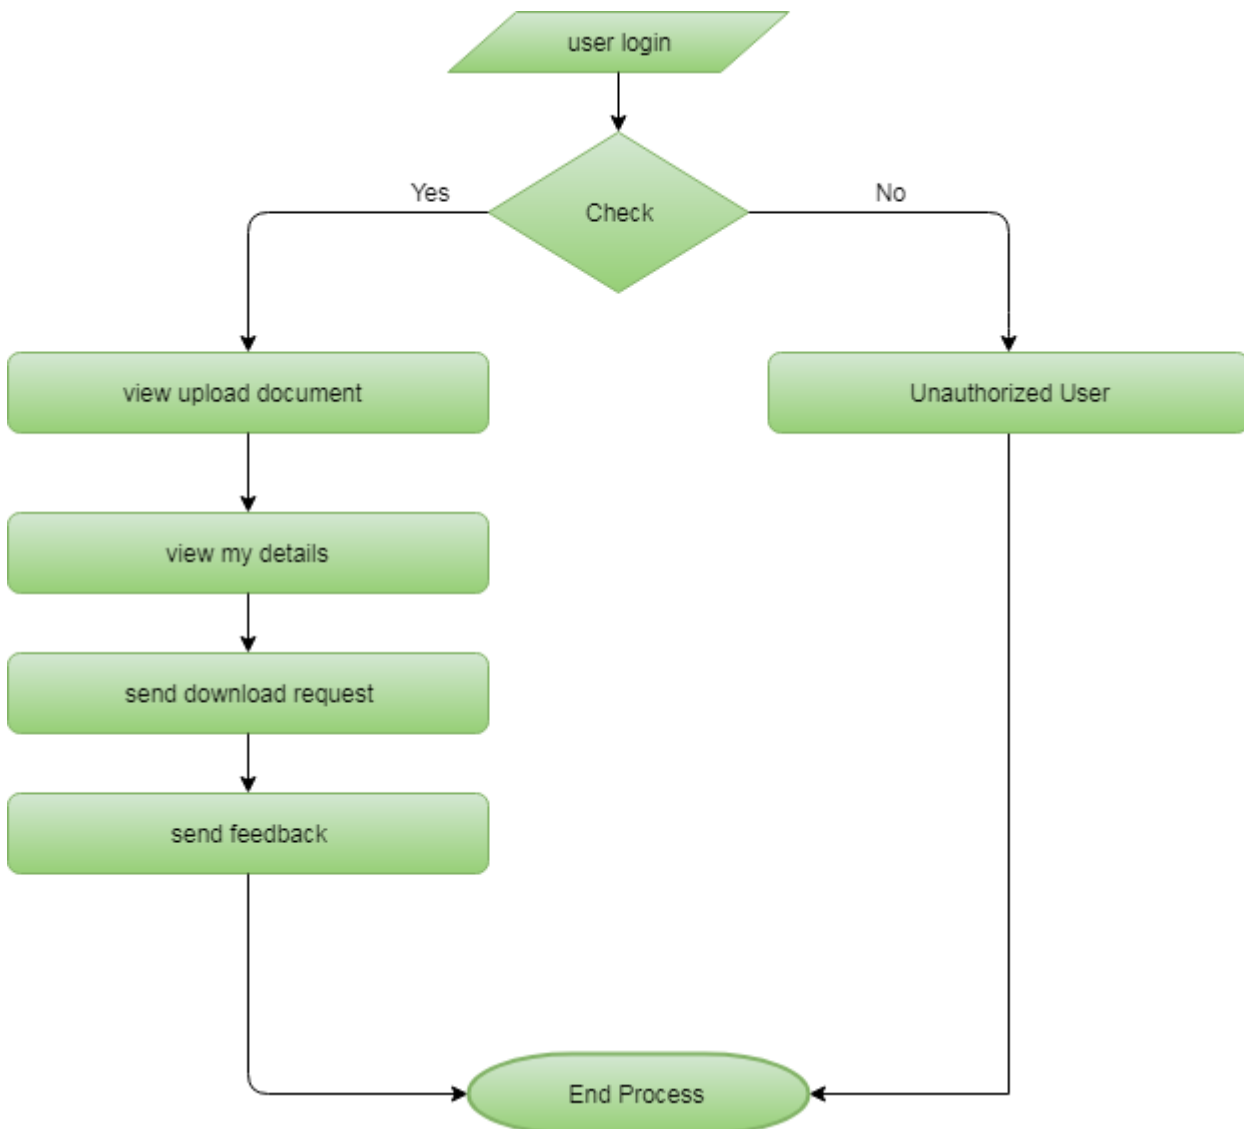 user login
Check
Yes
No
view upload document
Unauthorized User
view my details
send download request
send feedback
End Process